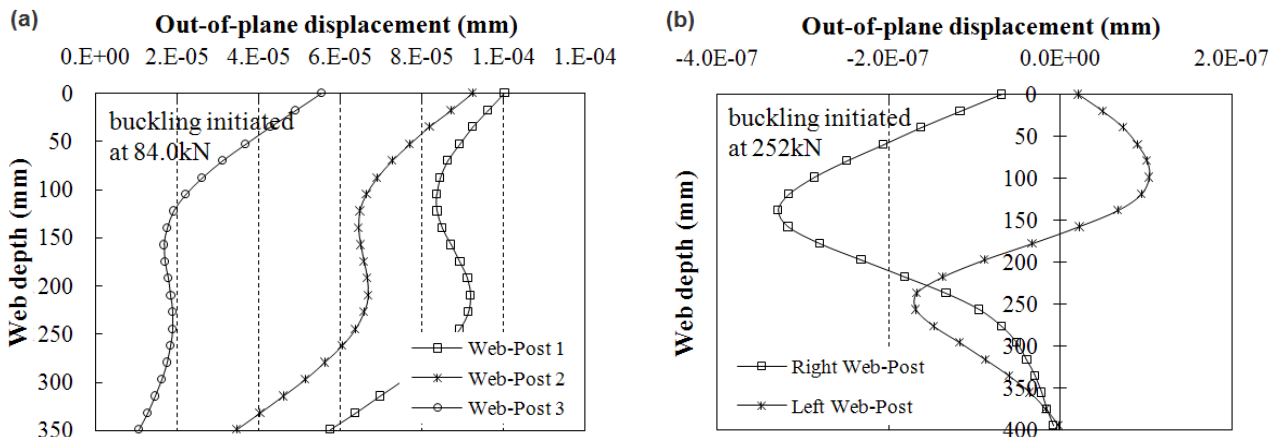 (a)
Out-of-plane displacement (mm)
0.E+00 2.E-05 4.E-05 6.E-05 8.E-05 1.E-04 1.E-04
Web depth (mm)
0
50
100
150
200
250
300
350
buckling initiated
at 84.0kN
Web-Post 1
Web-Post 2
Web-Post 3
(b)
Out-of-plane displacement (mm)
-4.0E-07 -2.0E-07 0.0E+00 2.0E-07
Web depth (mm)
0
50
100
150
200
250
300
350
400
buckling initiated
at 252kN
Right Web-Post
Left Web-Post